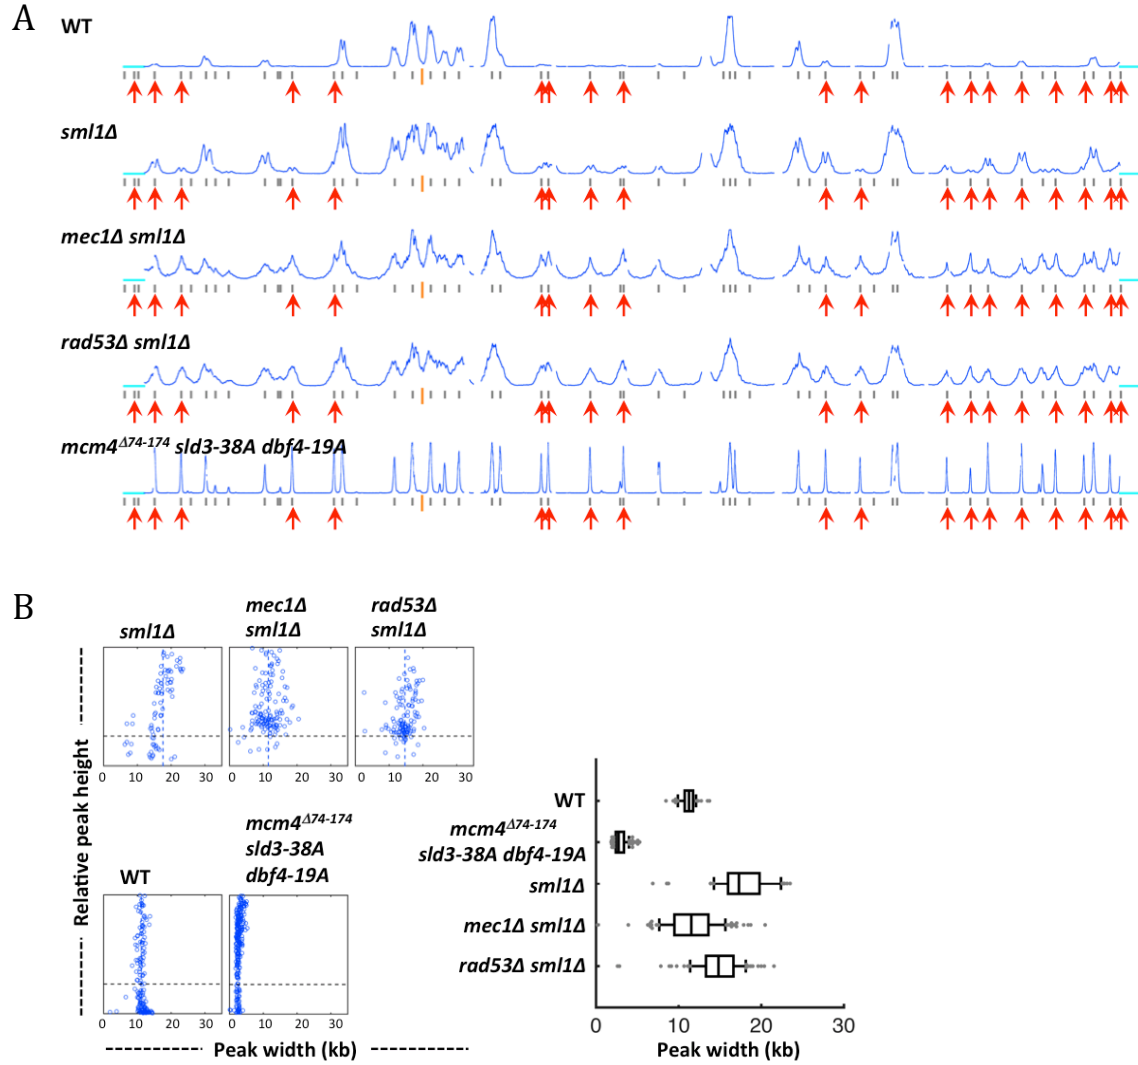 A
WT
sml1Δ
mec1Δ sml1Δ
rad53Δ sml1Δ
mcm4Δ74-174 sld3-38A dbf4-19A
B
sml1Δ
mec1Δ
sml1Δ
rad53Δ
sml1Δ
0 10 20 30
0 10 20 30
0 10 20 30
Relative peak height
WT
mcm4Δ74-174
sld3-38A
dbf4-19A
0 10 20 30
0 10 20 30
Peak width (kb)
WT
mcm4Δ74-174
sld3-38A dbf4-19A
sml1Δ
mec1Δ sml1Δ
rad53Δ sml1Δ
0 10 20 30
Peak width (kb)